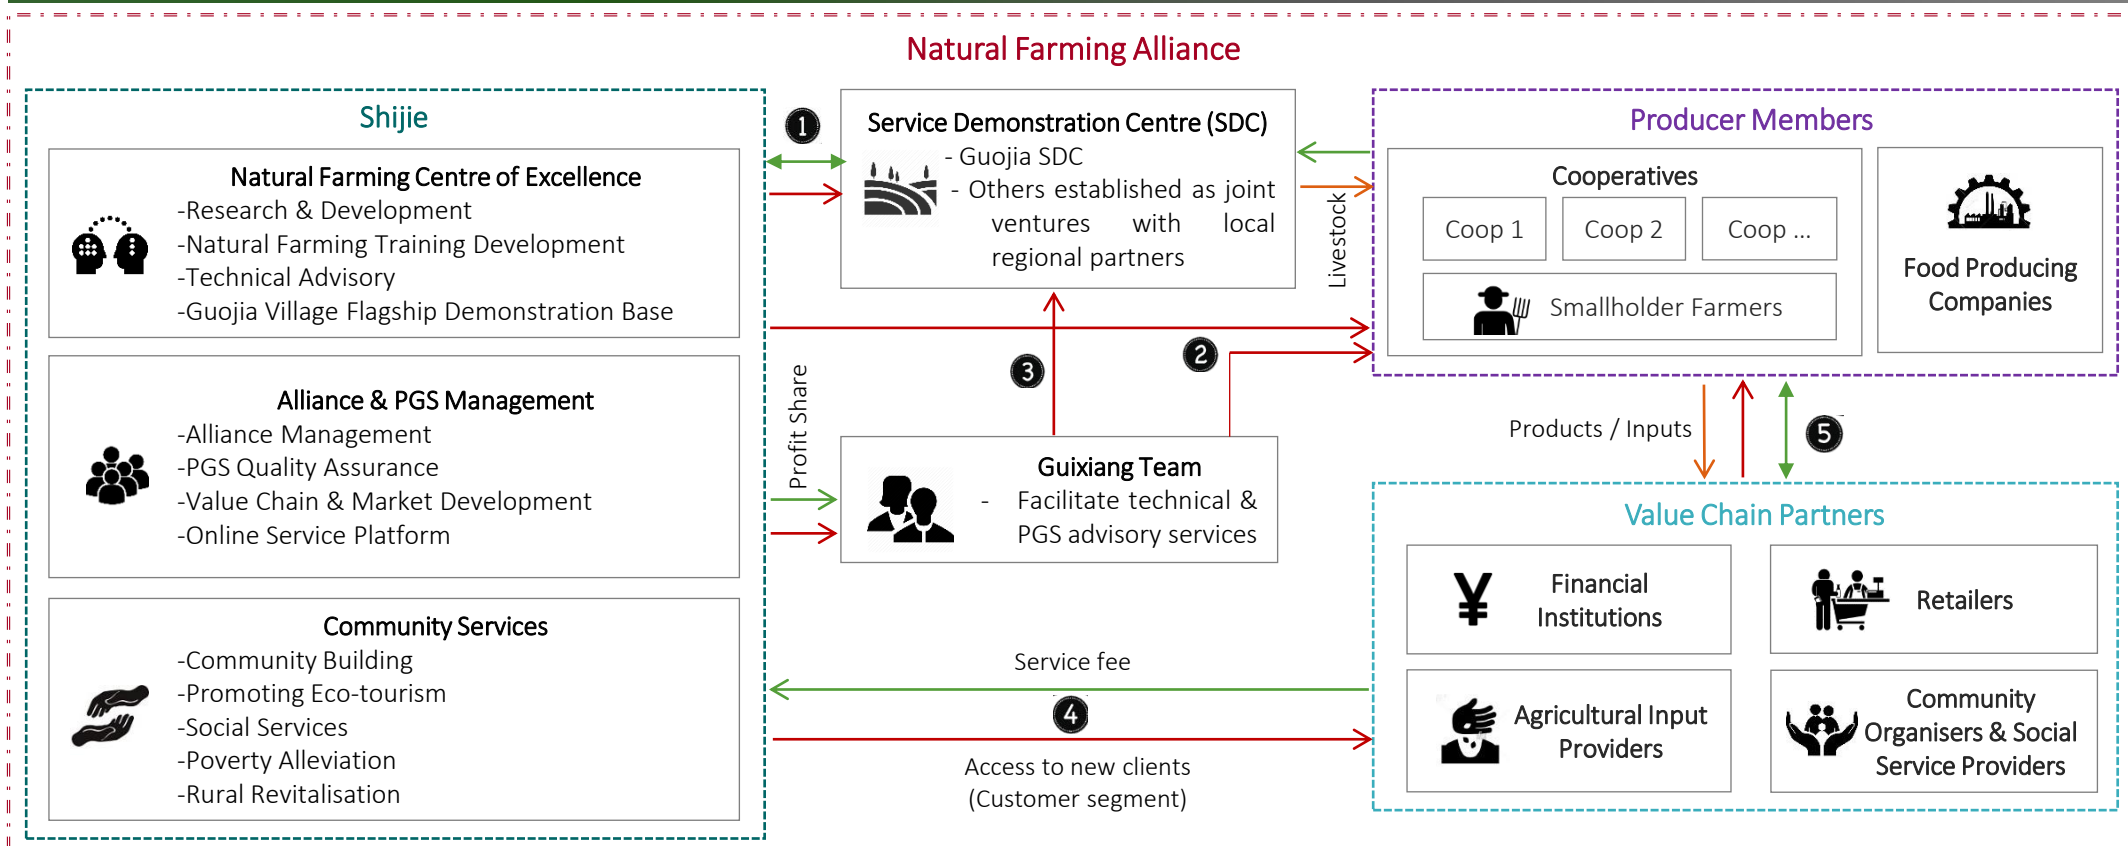 Natural Farming Alliance
Shijie
Natural Farming Centre of Excellence
-Research & Development
-Natural Farming Training Development
-Technical Advisory
-Guojia Village Flagship Demonstration Base
Alliance & PGS Management
-Alliance Management
-PGS Quality Assurance
-Value Chain & Market Development
-Online Service Platform
Community Services
-Community Building
-Promoting Eco-tourism
-Social Services
-Poverty Alleviation
-Rural Revitalisation
1
Service Demonstration Centre (SDC)
- Guojia SDC
- Others established as joint
ventures with local
regional partners
Livestock
2
3
Profit Share
Guixiang Team
- Facilitate technical &
PGS advisory services
Service fee
4
Access to new clients
(Customer segment)
Producer Members
Cooperatives
Coop 1
Coop 2
Coop ...
Smallholder Farmers
Food Producing
Companies
Products / Inputs
5
Value Chain Partners
¥
Financial
Institutions
Retailers
Agricultural Input
Providers
Community
Organisers & Social
Service Providers